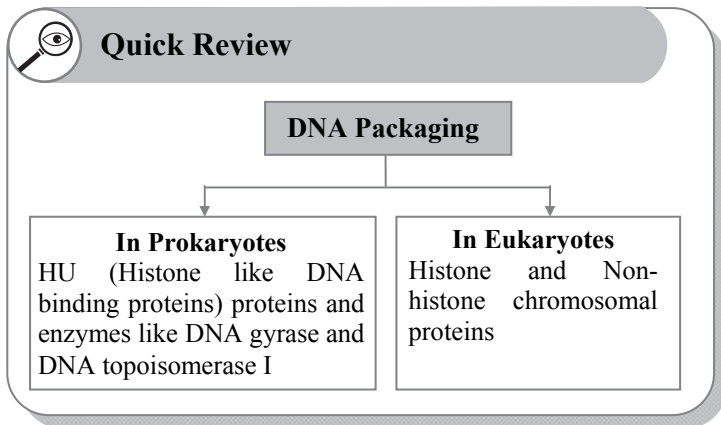 Quick Review
DNA Packaging
In Prokaryotes
HU (Histone like DNA
binding proteins) proteins and
enzymes like DNA gyrase and
DNA topoisomerase I
In Eukaryotes
Histone and Non-
histone chromosomal
proteins